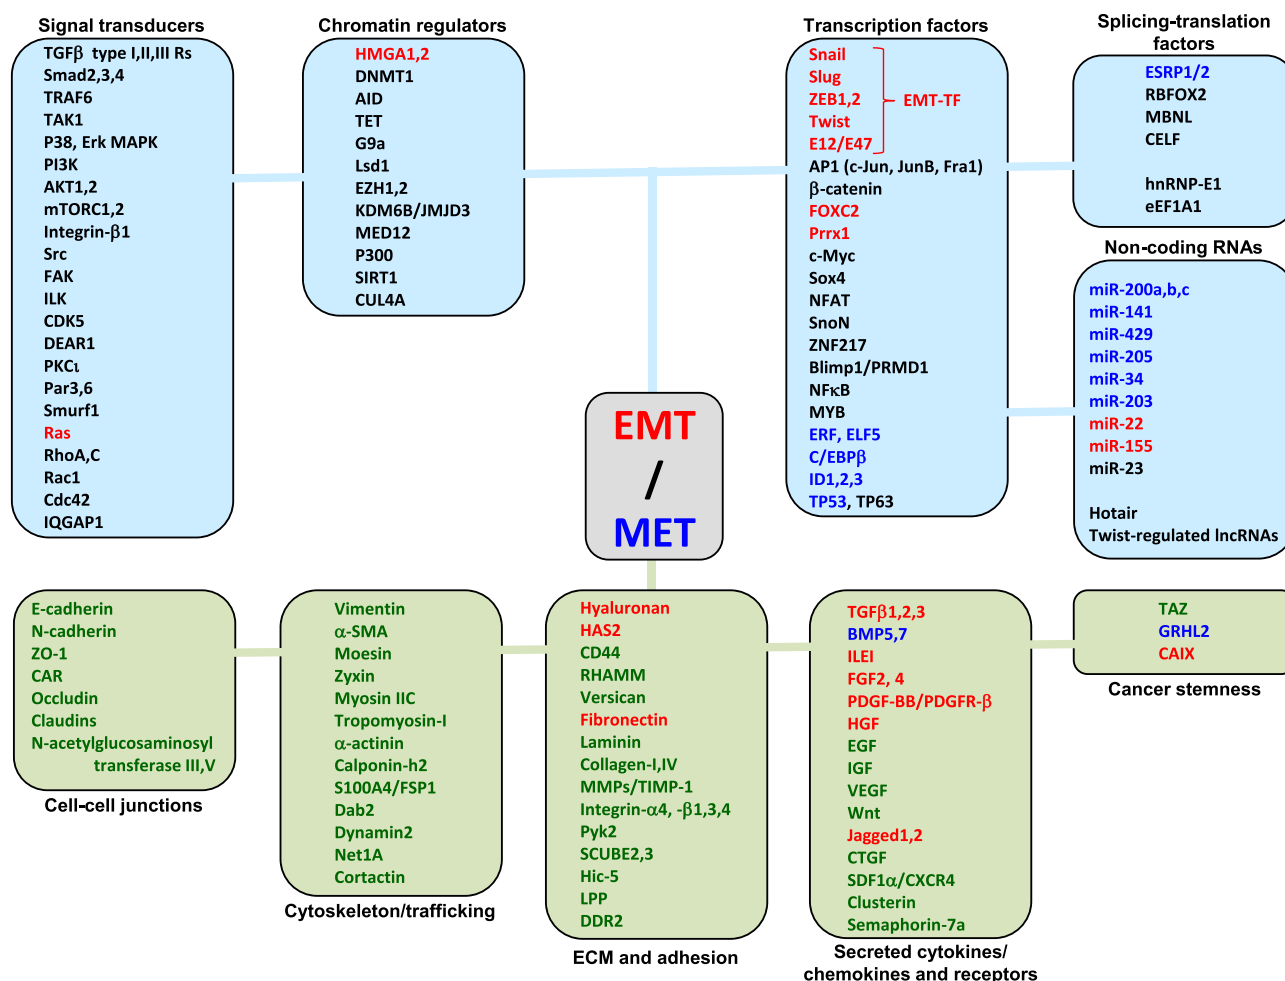 Signal transducers
TGFβ type I,II,III Rs
Smad2,3,4
TRAF6
TAK1
P38, Erk MAPK
PI3K
AKT1,2
mTORC1,2
Integrin-β1
Src
FAK
ILK
CDK5
DEAR1
PKCι
Par3,6
Smurf1
Ras
RhoA,C
Rac1
Cdc42
IQGAP1
Chromatin regulators
HMGA1,2
DNMT1
AID
TET
G9a
Lsd1
EZH1,2
KDM6B/JMJD3
MED12
P300
SIRT1
CUL4A
Transcription factors
Snail
Slug
ZEB1,2
Twist
E12/E47
EMT-TF
AP1 (c-Jun, JunB, Fra1)
β-catenin
FOXC2
Prrx1
c-Myc
Sox4
NFAT
SnoN
ZNF217
Blimp1/PRMD1
NFκB
MYB
ERF, ELF5
C/EBPβ
ID1,2,3
TP53, TP63
Splicing-translation
factors
ESRP1/2
RBFOX2
MBNL
CELF
hnRNP-E1
eEF1A1
Non-coding RNAs
miR-200a,b,c
miR-141
miR-429
miR-205
miR-34
miR-203
miR-22
miR-155
miR-23
Hotair
Twist-regulated lncRNAs
EMT
/
MET
E-cadherin
N-cadherin
ZO-1
CAR
Occludin
Claudins
N-acetylglucosaminosyl
transferase III,V
Cell-cell junctions
Vimentin
α-SMA
Moesin
Zyxin
Myosin IIC
Tropomyosin-I
α-actinin
Calponin-h2
S100A4/FSP1
Dab2
Dynamin2
Net1A
Cortactin
Cytoskeleton/trafficking
Hyaluronan
HAS2
CD44
RHAMM
Versican
Fibronectin
Laminin
Collagen-I,IV
MMPs/TIMP-1
Integrin-α4, -β1,3,4
Pyk2
SCUBE2,3
Hic-5
LPP
DDR2
ECM and adhesion
TGFβ1,2,3
BMP5,7
ILEI
FGF2, 4
PDGF-BB/PDGFR-β
HGF
EGF
IGF
VEGF
Wnt
Jagged1,2
CTGF
SDF1α/CXCR4
Clusterin
Semaphorin-7a
Secreted cytokines/
chemokines and receptors
TAZ
GRHL2
CAIX
Cancer stemness